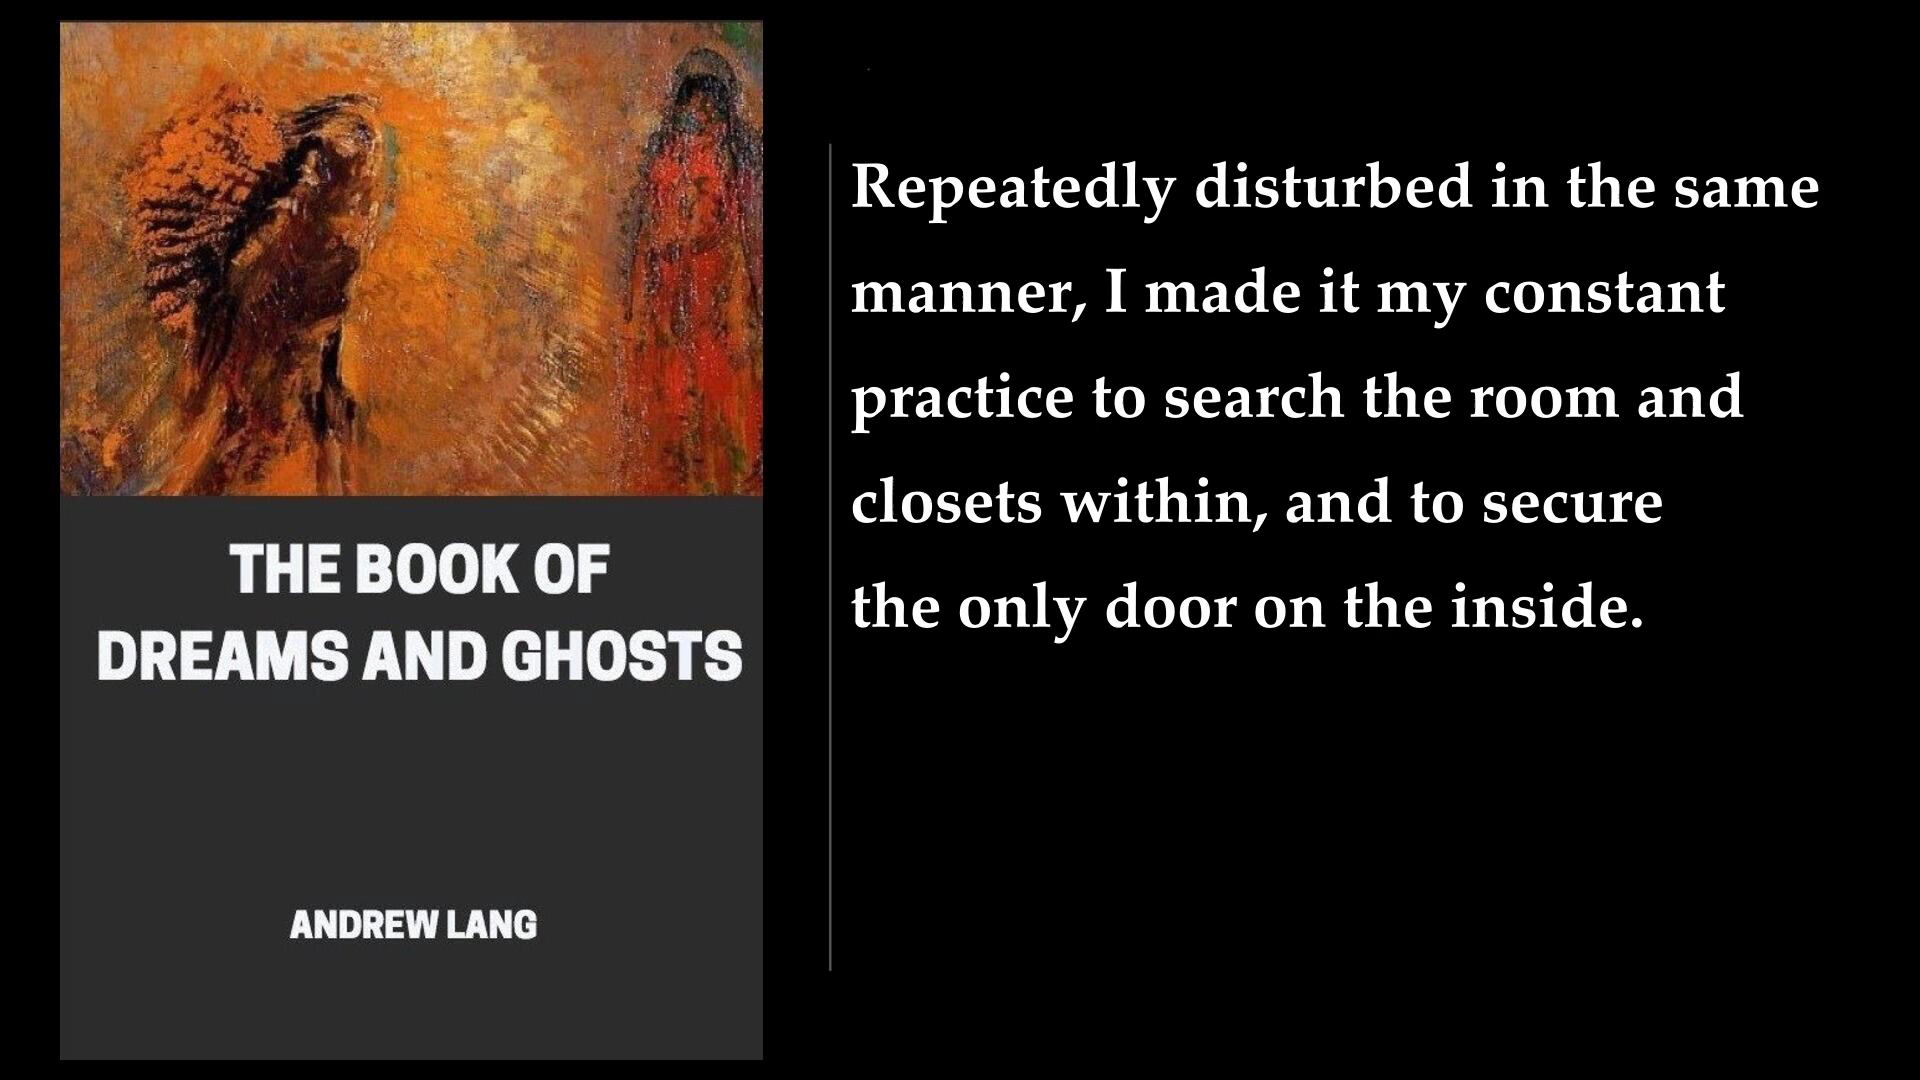 THE BOOK OF
DREAMS AND GHOSTS
ANDREW LANG
Repeatedly disturbed in the same
manner, I made it my constant
practice to search the room and
closets within, and to secure
the only door on the inside.